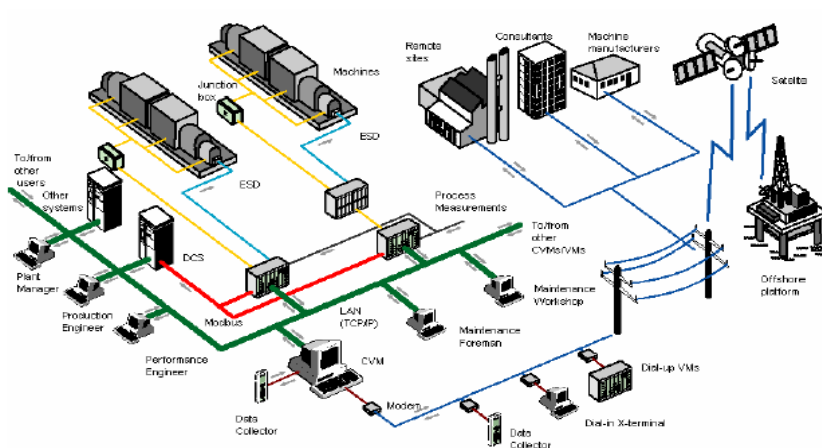 Machines
Junction
box
ESD
ESD
To/from
other
users
Other
systems
DCS
Plant
Manager
Production
Engineer
Performance
Engineer
Modbus
LAN
(TCP/IP)
Process
Measurements
To/from
other
CVMs/VMs
Maintenance
Workshop
Maintenance
Foreman
CVM
Data
Collector
Modem
Data
Collector
Dial-in X-terminal
Dial-up VMs
Remote
sites
Consultants
Machine
manufacturers
Satelite
Offshore
platform